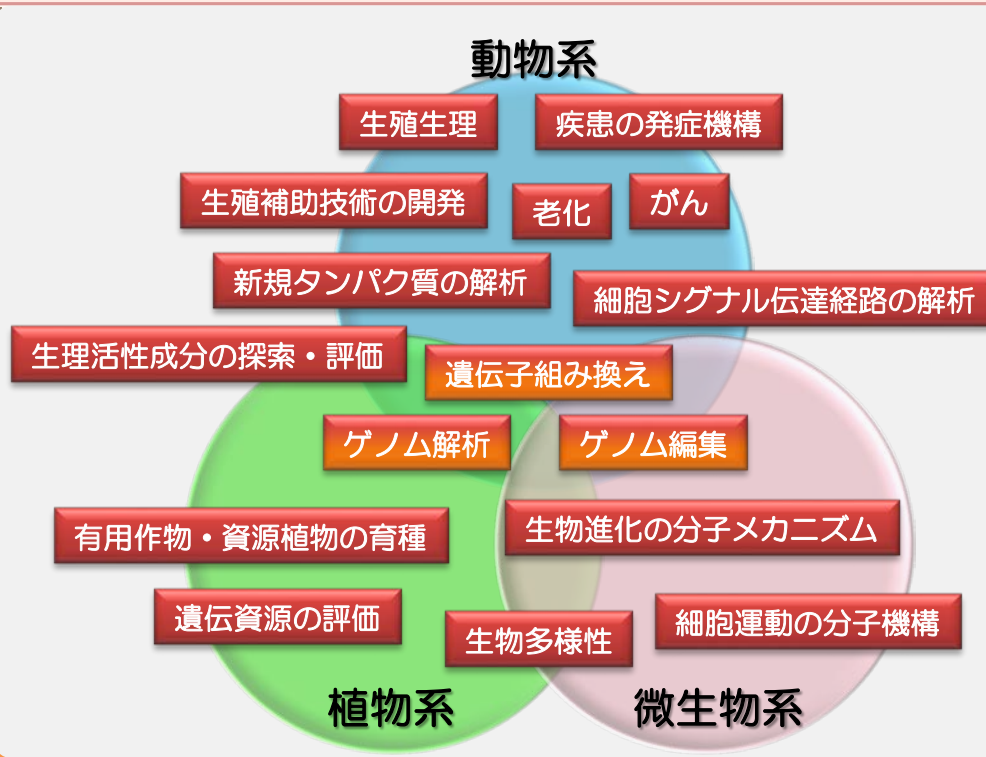 動物系
生殖生理
疾患の発症機構
生殖補助技術の開発
老化
がん
新規タンパク質の解析
細胞シグナル伝達経路の解析
生理活性成分の探索・評価
遺伝子組み換え
ゲノム解析
ゲノム編集
有用作物・資源植物の育種
生物進化の分子メカニズム
遺伝資源の評価
生物多様性
細胞運動の分子機構
植物系
微生物系